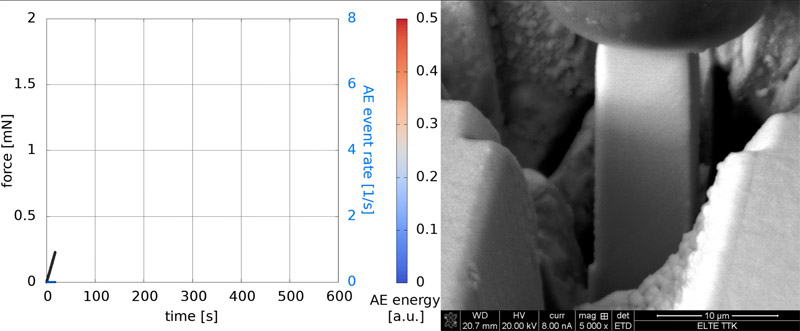 2
1.5
1
0.5
0
force [mN]
0 100 200 300 400 500 600
time [s]
8
6
4
2
0
AE event rate [1/s]
0.5
0.4
0.3
0.2
0.1
0
AE energy
[a.u.]
WD HV curr mag det
20.7 mm 20.00 kV 8.00 nA 5 000 x ETD
10 µm
ELTE TTK